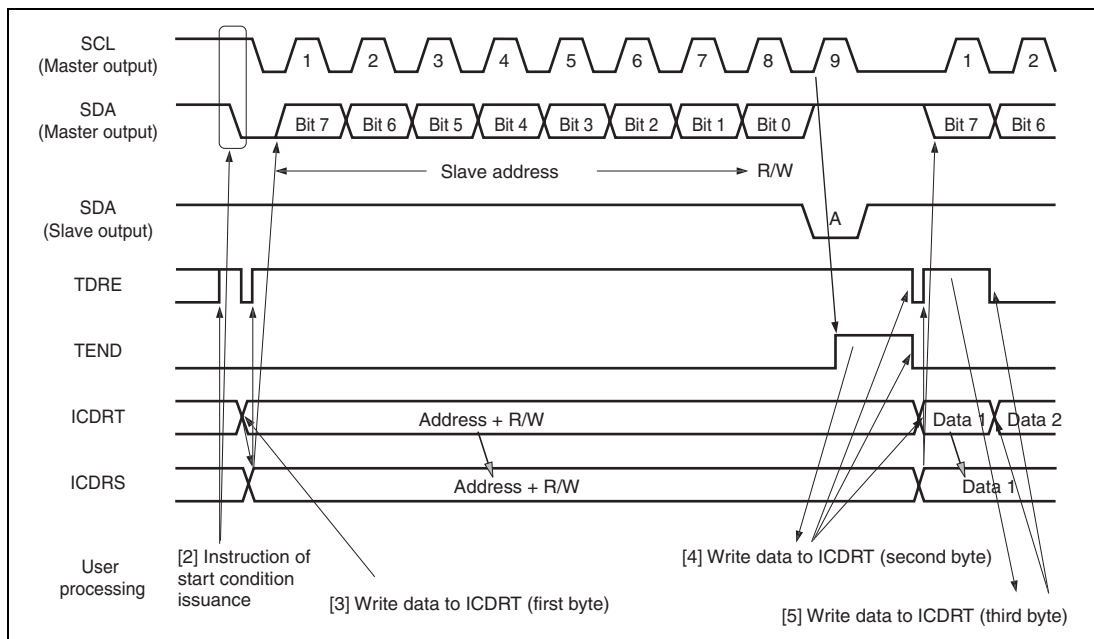 SCL
(Master output)
1 2 3 4 5 6 7 8 9 1 2
SDA
(Master output)
Bit 7 Bit 6 Bit 5 Bit 4 Bit 3 Bit 2 Bit 1 Bit 0 Bit 7 Bit 6
Slave address R/W
SDA
(Slave output)
A
TDRE
TEND
ICDRT
Address + R/W Data 1 Data 2
ICDRS
Address + R/W Data 1
User
processing
[2] Instruction of
start condition
issuance
[3] Write data to ICDRT (first byte)
[4] Write data to ICDRT (second byte)
[5] Write data to ICDRT (third byte)